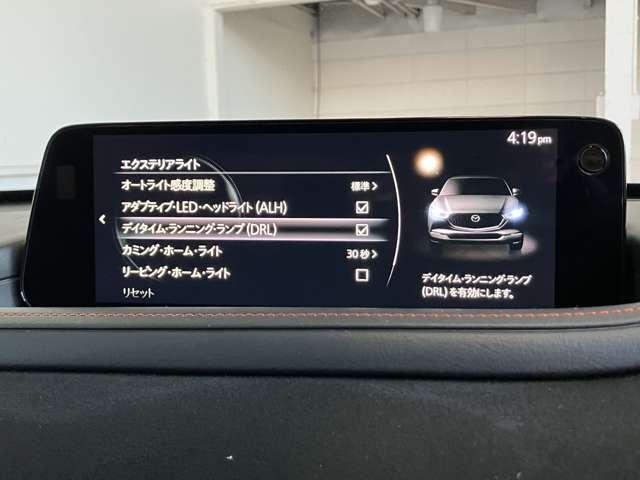 4:19pm
エクステリアライト
オートライト感度調整 標準
アダプティブ・LED・ヘッドライト(ALH)
デイタイム・ランニング・ランプ(DRL)
カミング・ホーム・ライト 30秒
リービング・ホーム・ライト
リセット
デイタイム・ランニング・ランプ
(DRL)を有効にします。